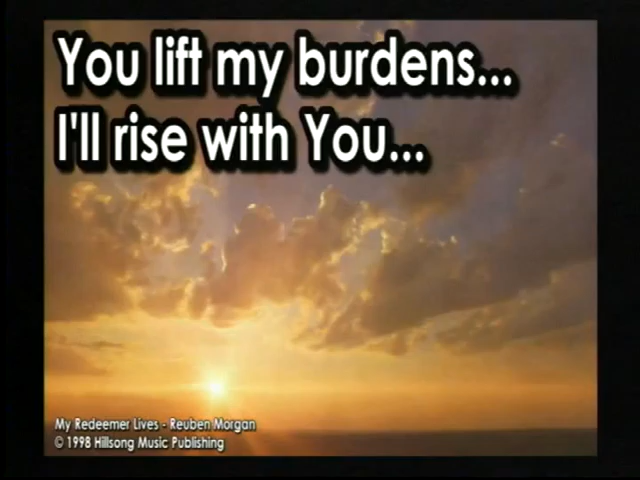 You lift my burdens...
I'll rise with You...
My Redeemer Lives - Reuben Morgan
© 1998 Hillsong Music Publishing